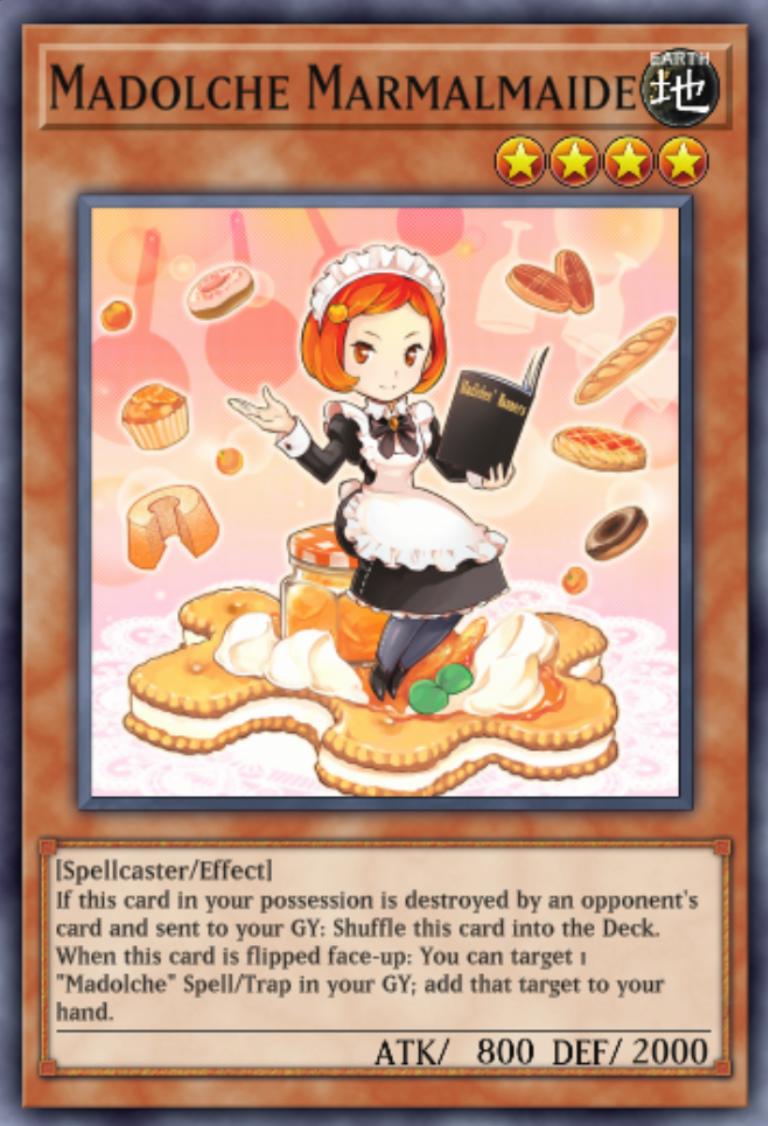 MADOLCHE MARMALMAIDE
EARTH
地
Madolches' Manners
[Spellcaster/Effect]
If this card in your possession is destroyed by an opponent's
card and sent to your GY: Shuffle this card into the Deck.
When this card is flipped face-up: You can target 1
"Madolche" Spell/Trap in your GY; add that target to your
hand.
ATK/ 800 DEF/ 2000